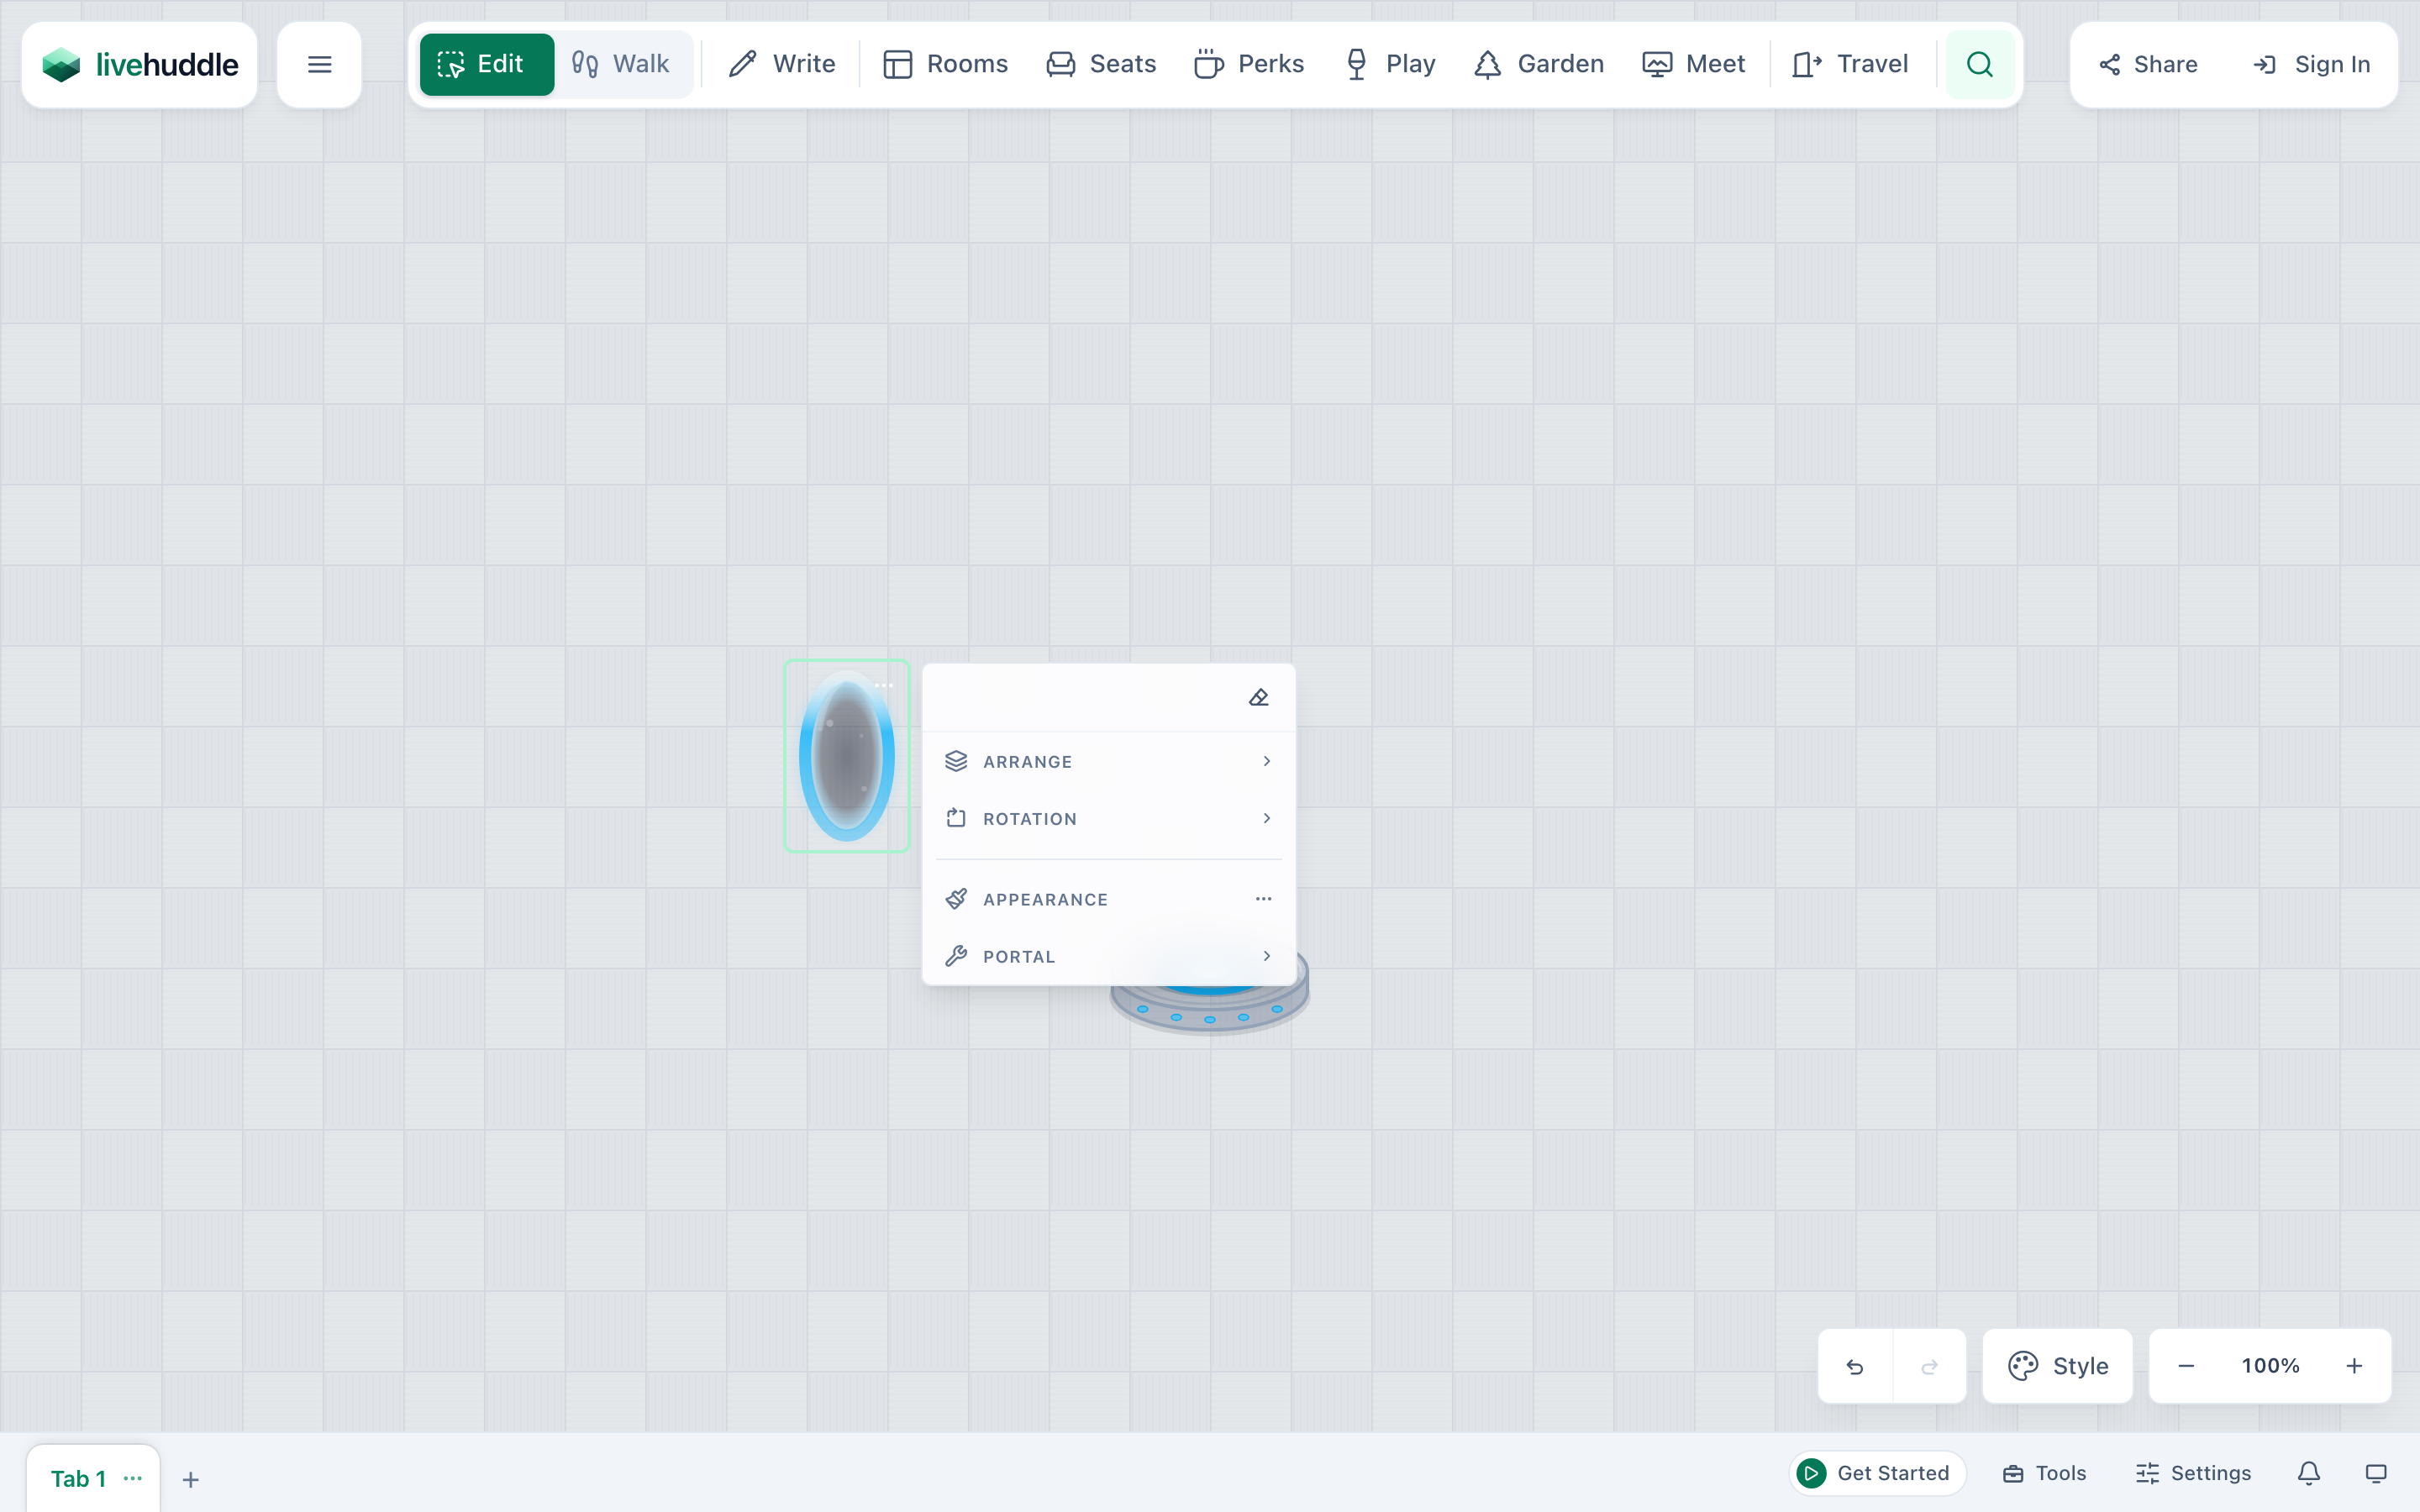 livehuddle
Edit
Walk
Write
Rooms
Seats
Perks
Play
Garden
Meet
Travel
Share
Sign In
ARRANGE
ROTATION
APPEARANCE
PORTAL
Style
100%
Tab 1
Get Started
Tools
Settings